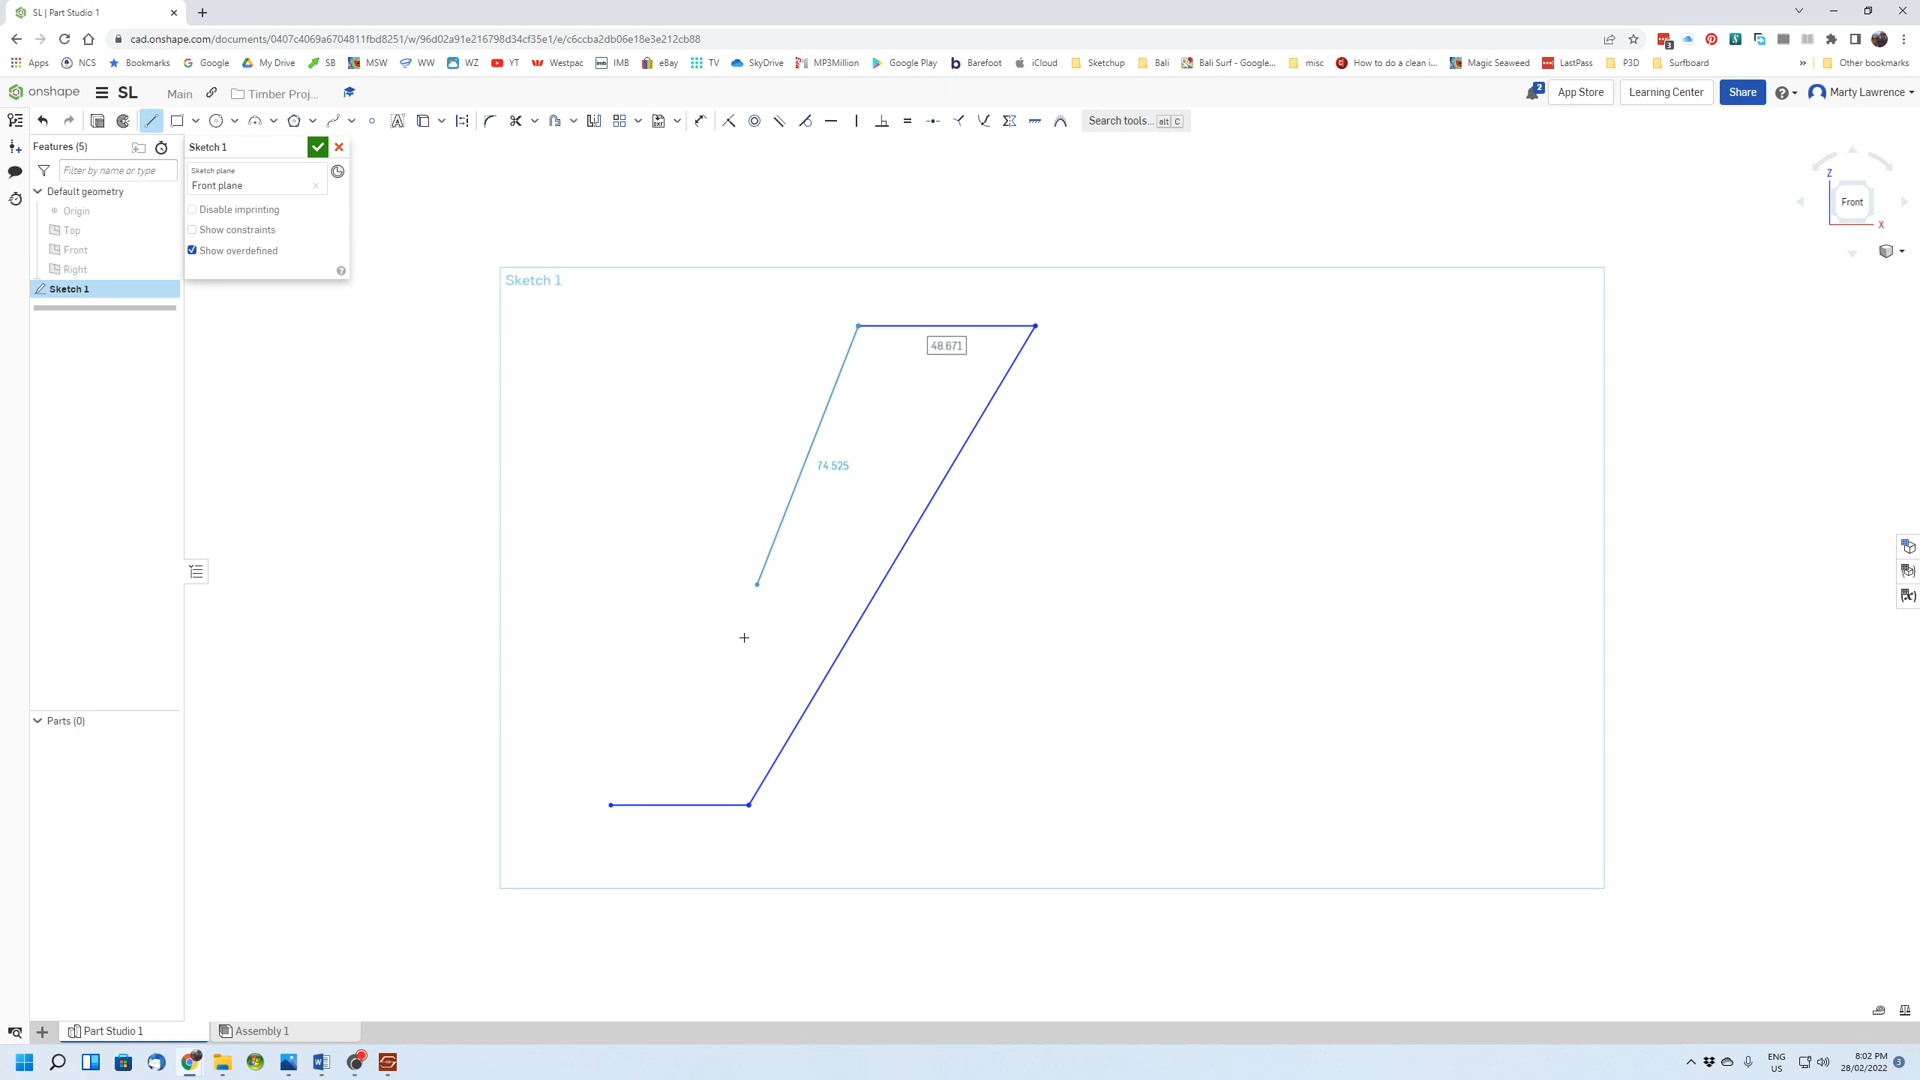 SL | Part Studio 1
cad.onshape.com/documents/0407c4069a6704811fbd8251/w/96d02a91e216798d34cf35e1/e/c6ccba2db06e18e3e212cb88
3
Apps NCS Bookmarks Google My Drive SB MSW WW WZ YT Westpac IMB eBay TV SkyDrive MP3Million Google Play Barefoot iCloud Sketchup Bali Bali Surf - Google... misc How to do a clean i... Magic Seaweed LastPass P3D Surfboard » Other bookmarks
onshape SL Main Timber Proj... 2 App Store Learning Center Share Marty Lawrence
Search tools... alt C
Features (5)
Filter by name or type
Default geometry
Origin
Top
Front
Right
Sketch 1
Sketch 1
Sketch plane
Front plane
Disable imprinting
Show constraints
Show overdefined
Sketch 1
48.671
74.525
Z
Front
X
Parts (0)
Part Studio 1 Assembly 1
ENG
US
8:02 PM
28/02/2022
3